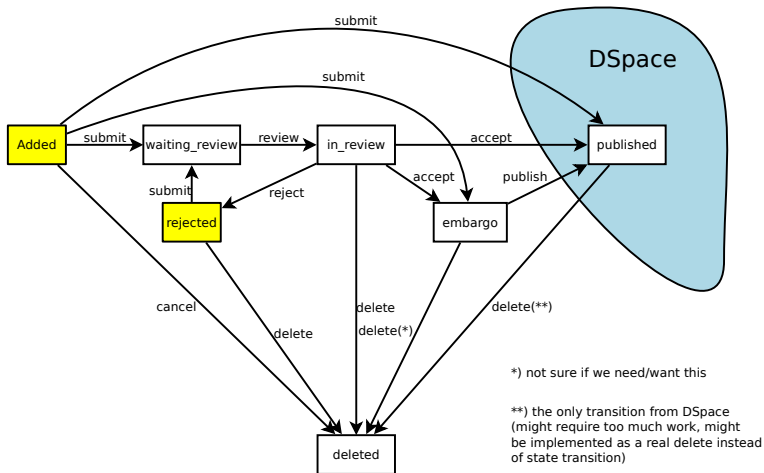 submit
DSpace
submit
Added
submit
waiting_review
review
in_review
accept
published
submit
reject
accept
publish
rejected
embargo
cancel
delete
delete
delete(*)
delete(**)
*) not sure if we need/want this
**) the only transition from DSpace
(might require too much work, might
be implemented as a real delete instead
of state transition)
deleted